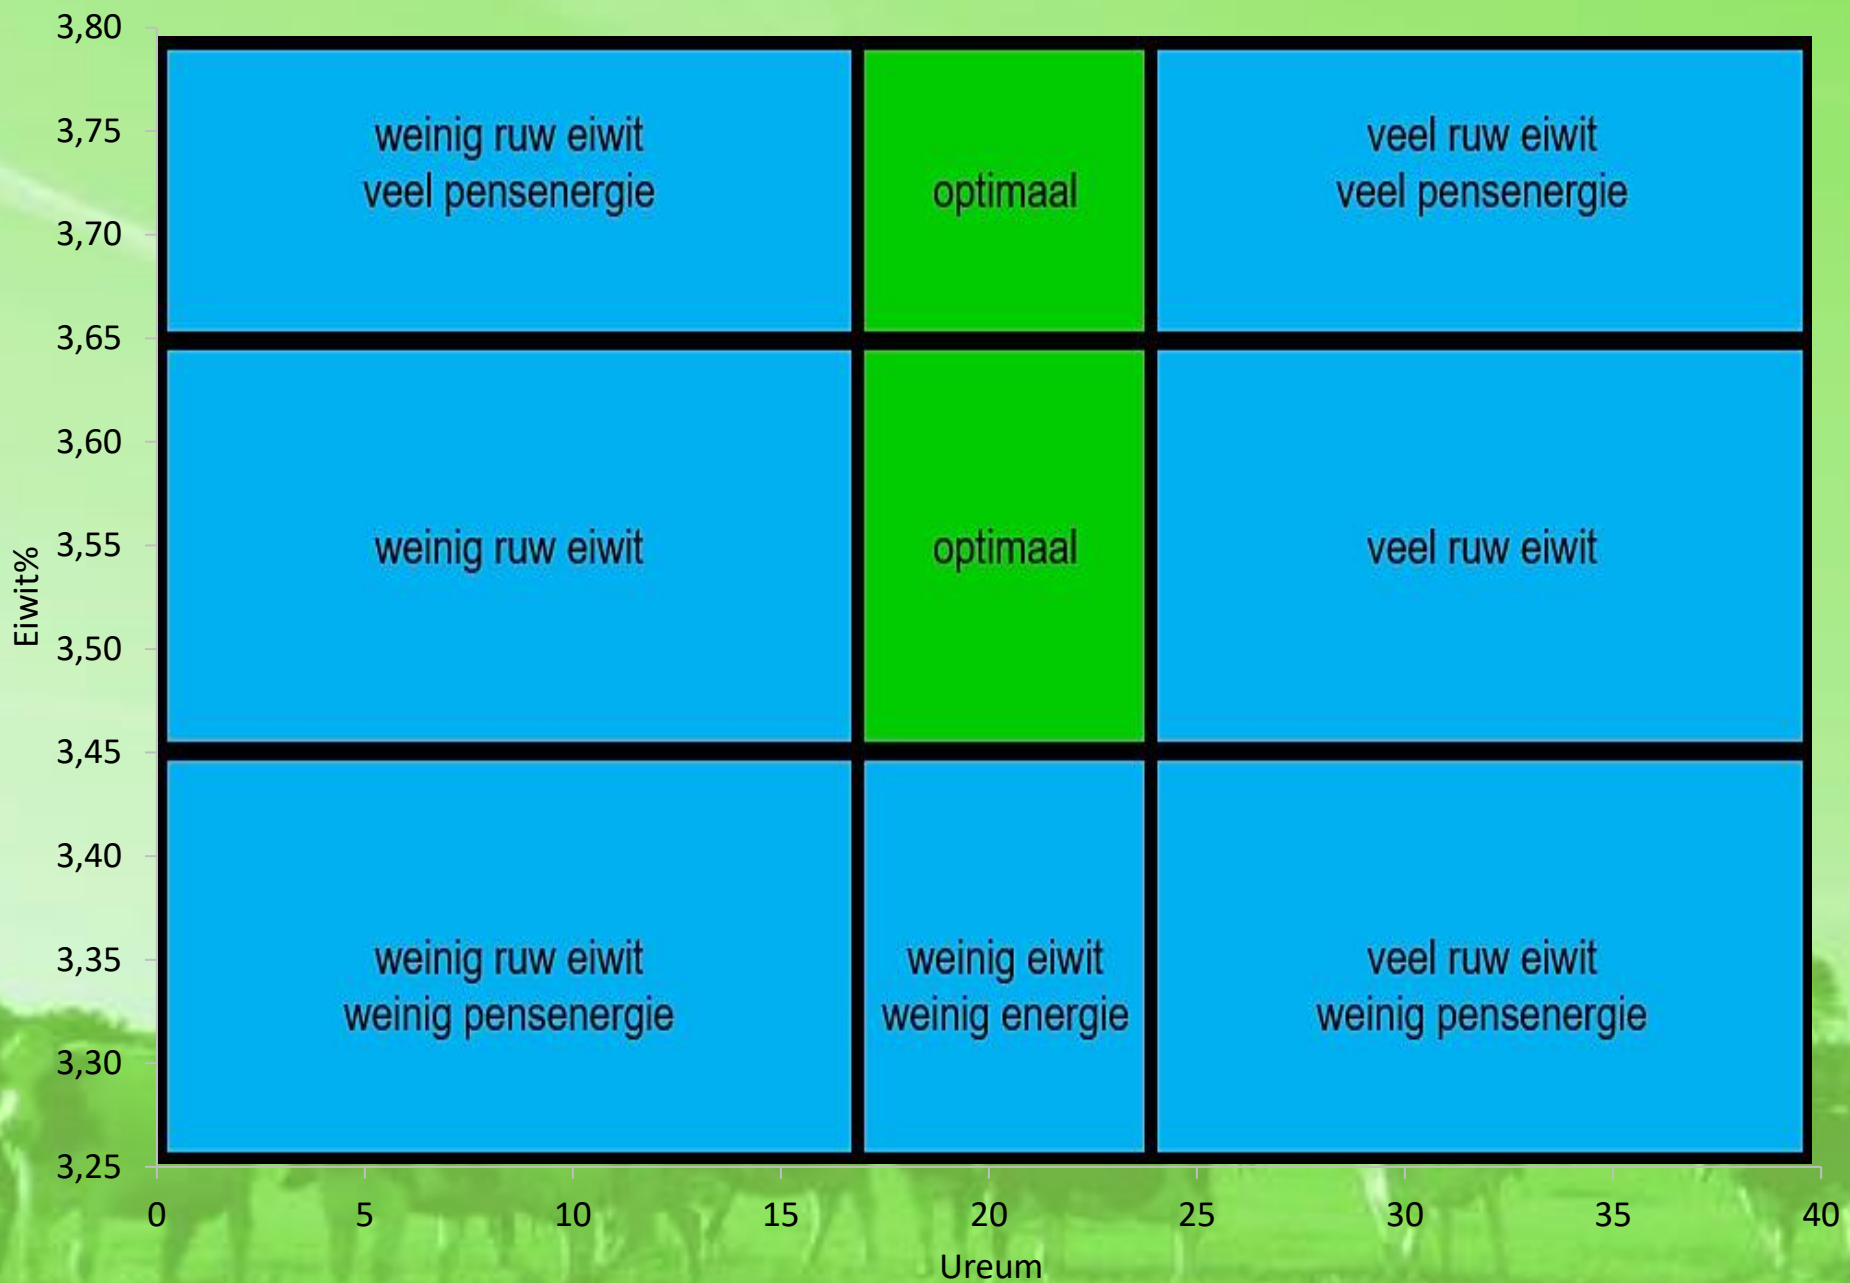 3,80
3,75
3,70
3,65
3,60
3,55
3,50
3,45
3,40
3,35
3,30
3,25
Eiwit%
weinig ruw eiwit
veel pensenergie
optimaal
veel ruw eiwit
veel pensenergie
weinig ruw eiwit
optimaal
veel ruw eiwit
weinig ruw eiwit
weinig pensenergie
weinig eiwit
weinig energie
veel ruw eiwit
weinig pensenergie
0 5 10 15 20 25 30 35 40
Ureum